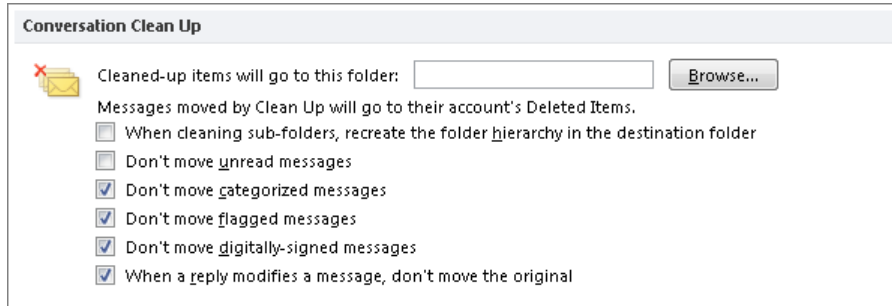 Conversation Clean Up
Cleaned-up items will go to this folder: Browse...
Messages moved by Clean Up will go to their account's Deleted Items.
When cleaning sub-folders, recreate the folder hierarchy in the destination folder
Don't move unread messages
Don't move categorized messages
Don't move flagged messages
Don't move digitally-signed messages
When a reply modifies a message, don't move the original